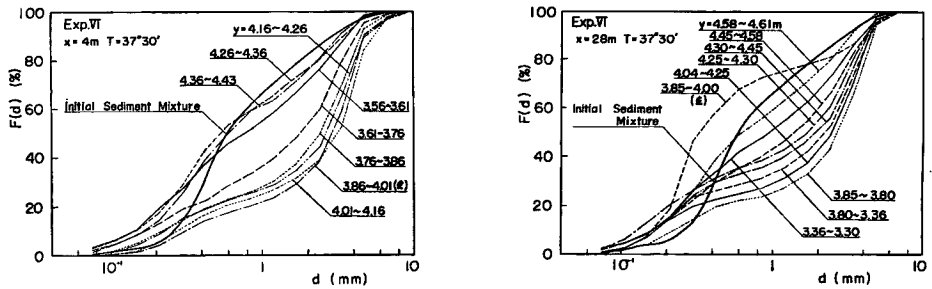 Exp.VI
x=4m T=37°30'
y=4.16~4.26
4.26~4.36
4.36~4.43
Initial Sediment Mixture
3.56~3.61
3.61~3.76
3.76~3.86
3.86~4.01(ℓ)
4.01~4.16
F(d) (%)
100
80
60
40
20
0
10⁻¹
1
10
d (mm)
Exp.VI
x=28m T=37°30'
y=4.58~4.61m
4.45~4.58
4.30~4.45
4.25~4.30
4.04~4.25
3.85~4.00
(ℓ)
Initial Sediment
Mixture
3.85~3.80
3.80~3.36
3.36~3.30
F(d) (%)
100
80
60
40
20
0
10⁻¹
1
10
d (mm)